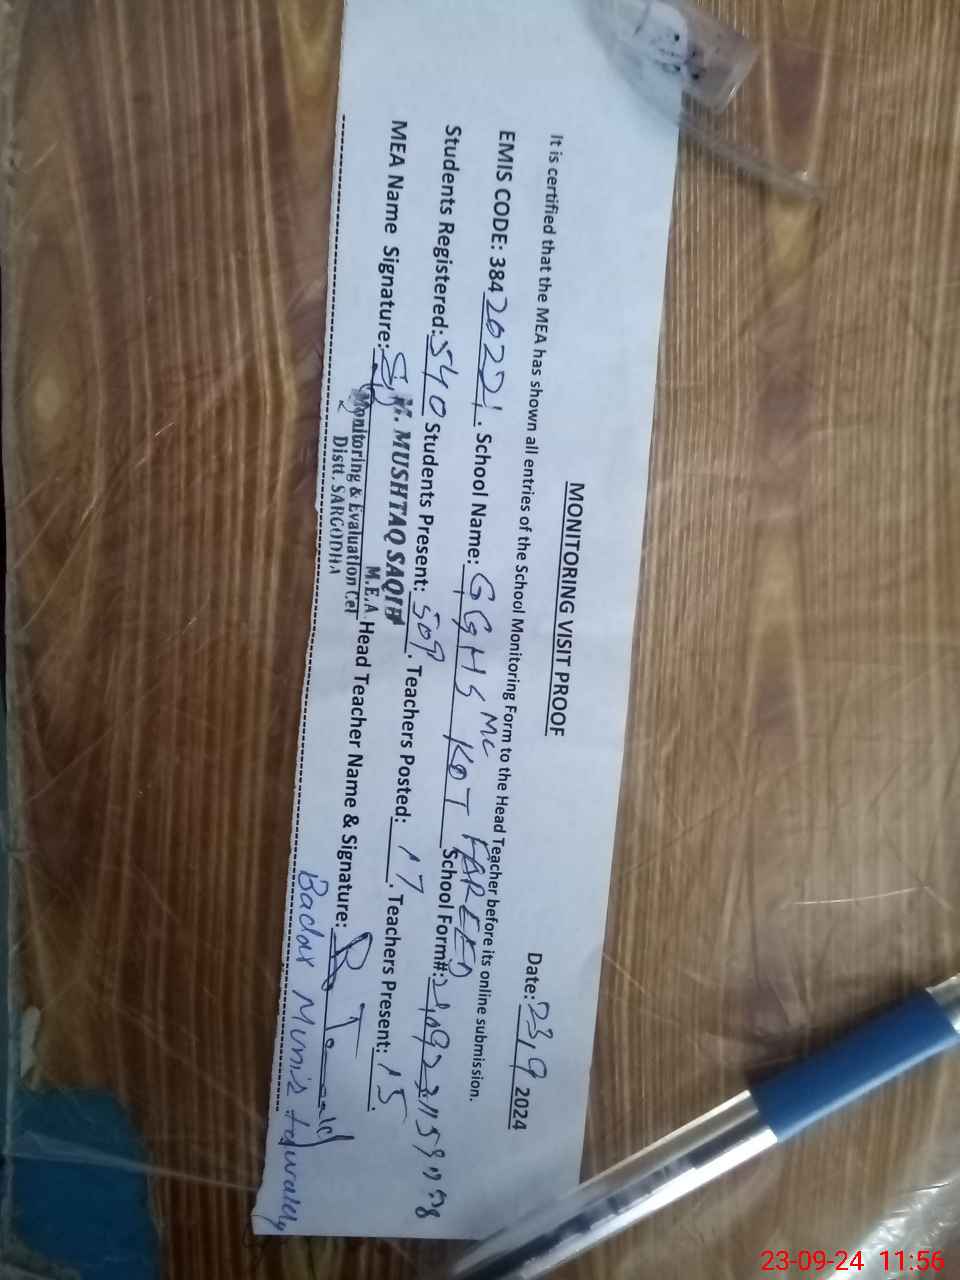 MONITORING VISIT PROOF
Date: 23,9 2024
It is certified that the MEA has shown all entries of the School Monitoring Form to the Head Teacher before its online submission.
EMIS CODE: 38420221. School Name: GGHS MC KOT FAREED School Form#:
Students Registered: 540 Students Present: 509. Teachers Posted: 17. Teachers Present: 15.
MEA Name Signature: Head Teacher Name & Signature:
M. MUSHTAQ SAQIB
M.E.A
Monitoring & Evaluation Cel
Distt. SARGODHA
Badar Munis
23-09-24 11:56